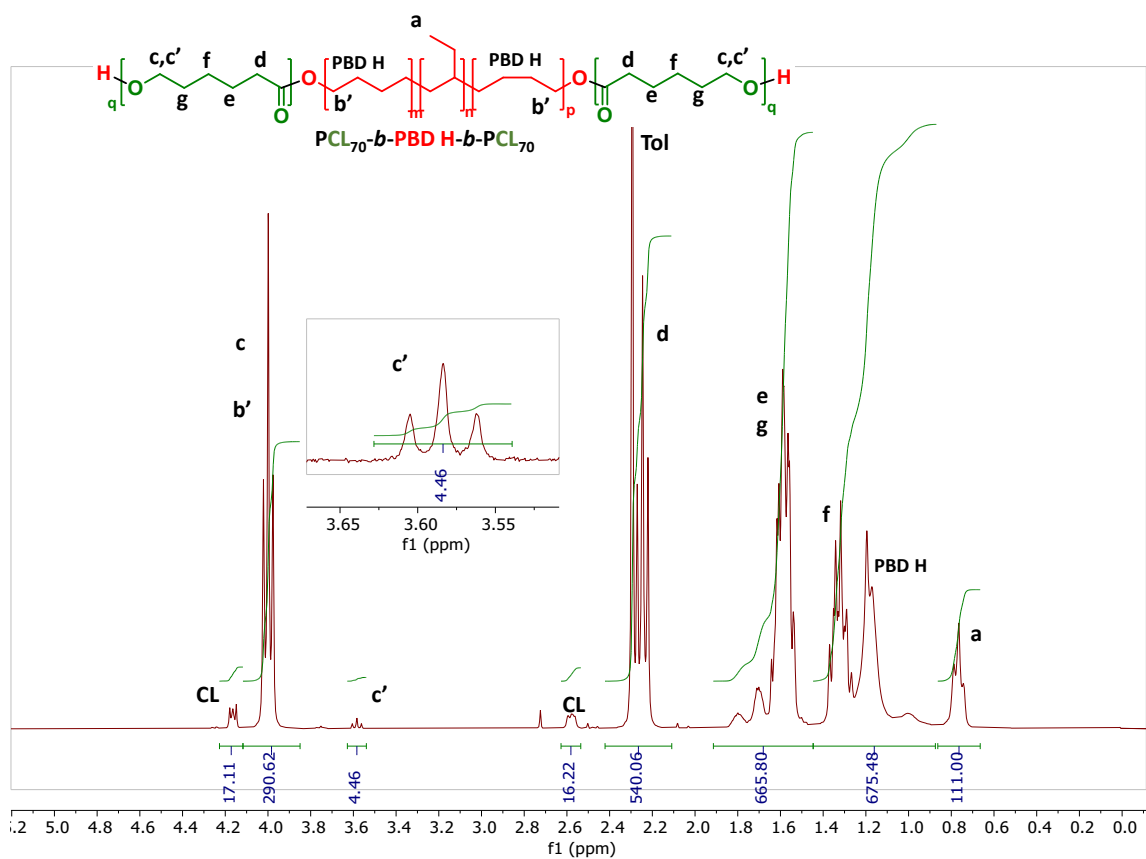 a
c,c’ f d PBD H PBD H d f c,c’
H O O O O H
q g e O b’ m n b’ p O e g q
PCL70-b-PBD H-b-PCL70
Tol
c
b’
d
c’
4.46
3.65 3.60 3.55
f1 (ppm)
e
g
f
PBD H
a
CL
c’
CL
17.11 290.62 4.46 16.22 540.06 665.80 675.48 111.00
5.2 5.0 4.8 4.6 4.4 4.2 4.0 3.8 3.6 3.4 3.2 3.0 2.8 2.6 2.4 2.2 2.0 1.8 1.6 1.4 1.2 1.0 0.8 0.6 0.4 0.2 0.0
f1 (ppm)